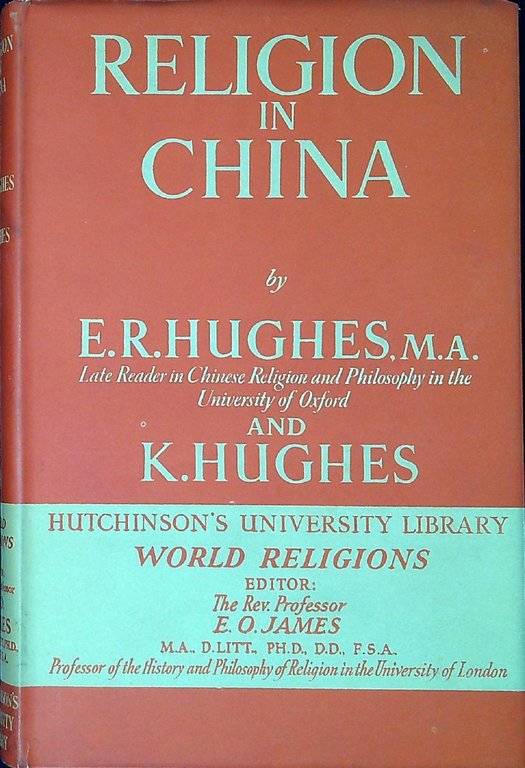 RELIGION
IN
CHINA
by
E.R.HUGHES, M.A.
Late Reader in Chinese Religion and Philosophy in the
University of Oxford
AND
K.HUGHES
HUTCHINSON'S UNIVERSITY LIBRARY
WORLD RELIGIONS
EDITOR:
The Rev. Professor
E. O. JAMES
M.A., D.LITT., PH.D., D.D., F.S.A.
Professor of the History and Philosophy of Religion in the University of London